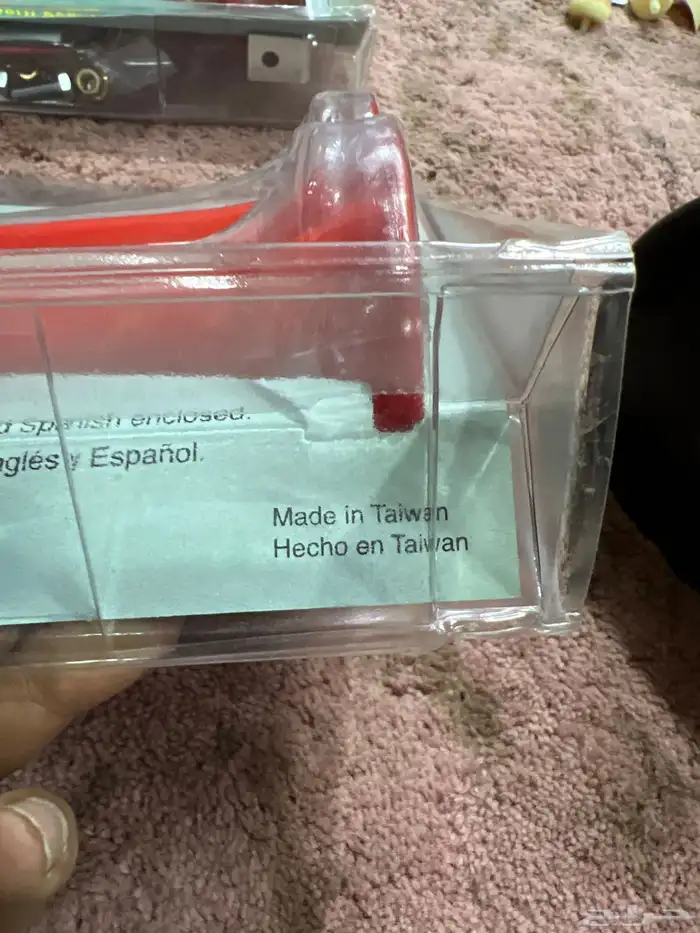 Spanish enclosed.
Inglés y Español.
Made in Taiwan
Hecho en Taiwan